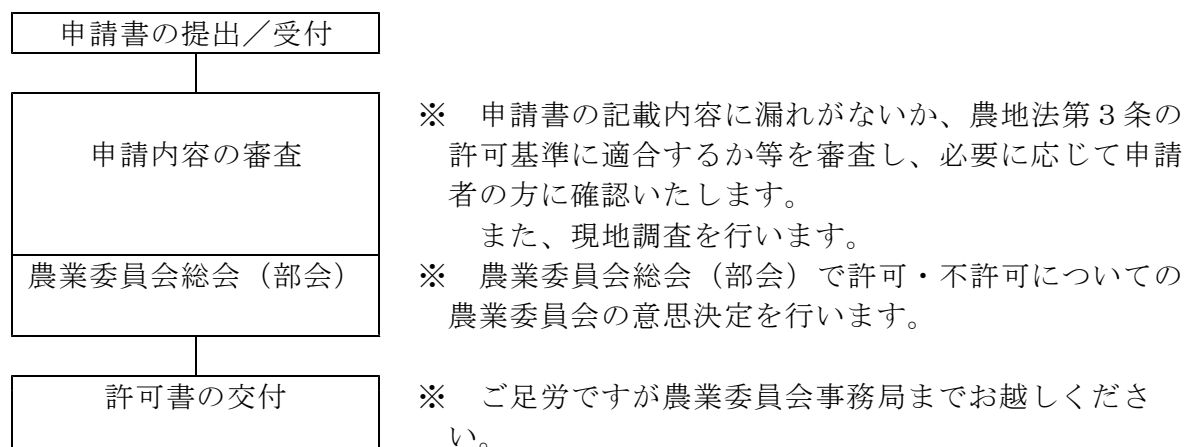 申請書の提出／受付
申請内容の審査
※　申請書の記載内容に漏れがないか、農地法第３条の
許可基準に適合するか等を審査し、必要に応じて申請
者の方に確認いたします。
また、現地調査を行います。
農業委員会総会（部会）
※　農業委員会総会（部会）で許可・不許可についての
農業委員会の意思決定を行います。
許可書の交付
※　ご足労ですが農業委員会事務局までお越しくださ
い。